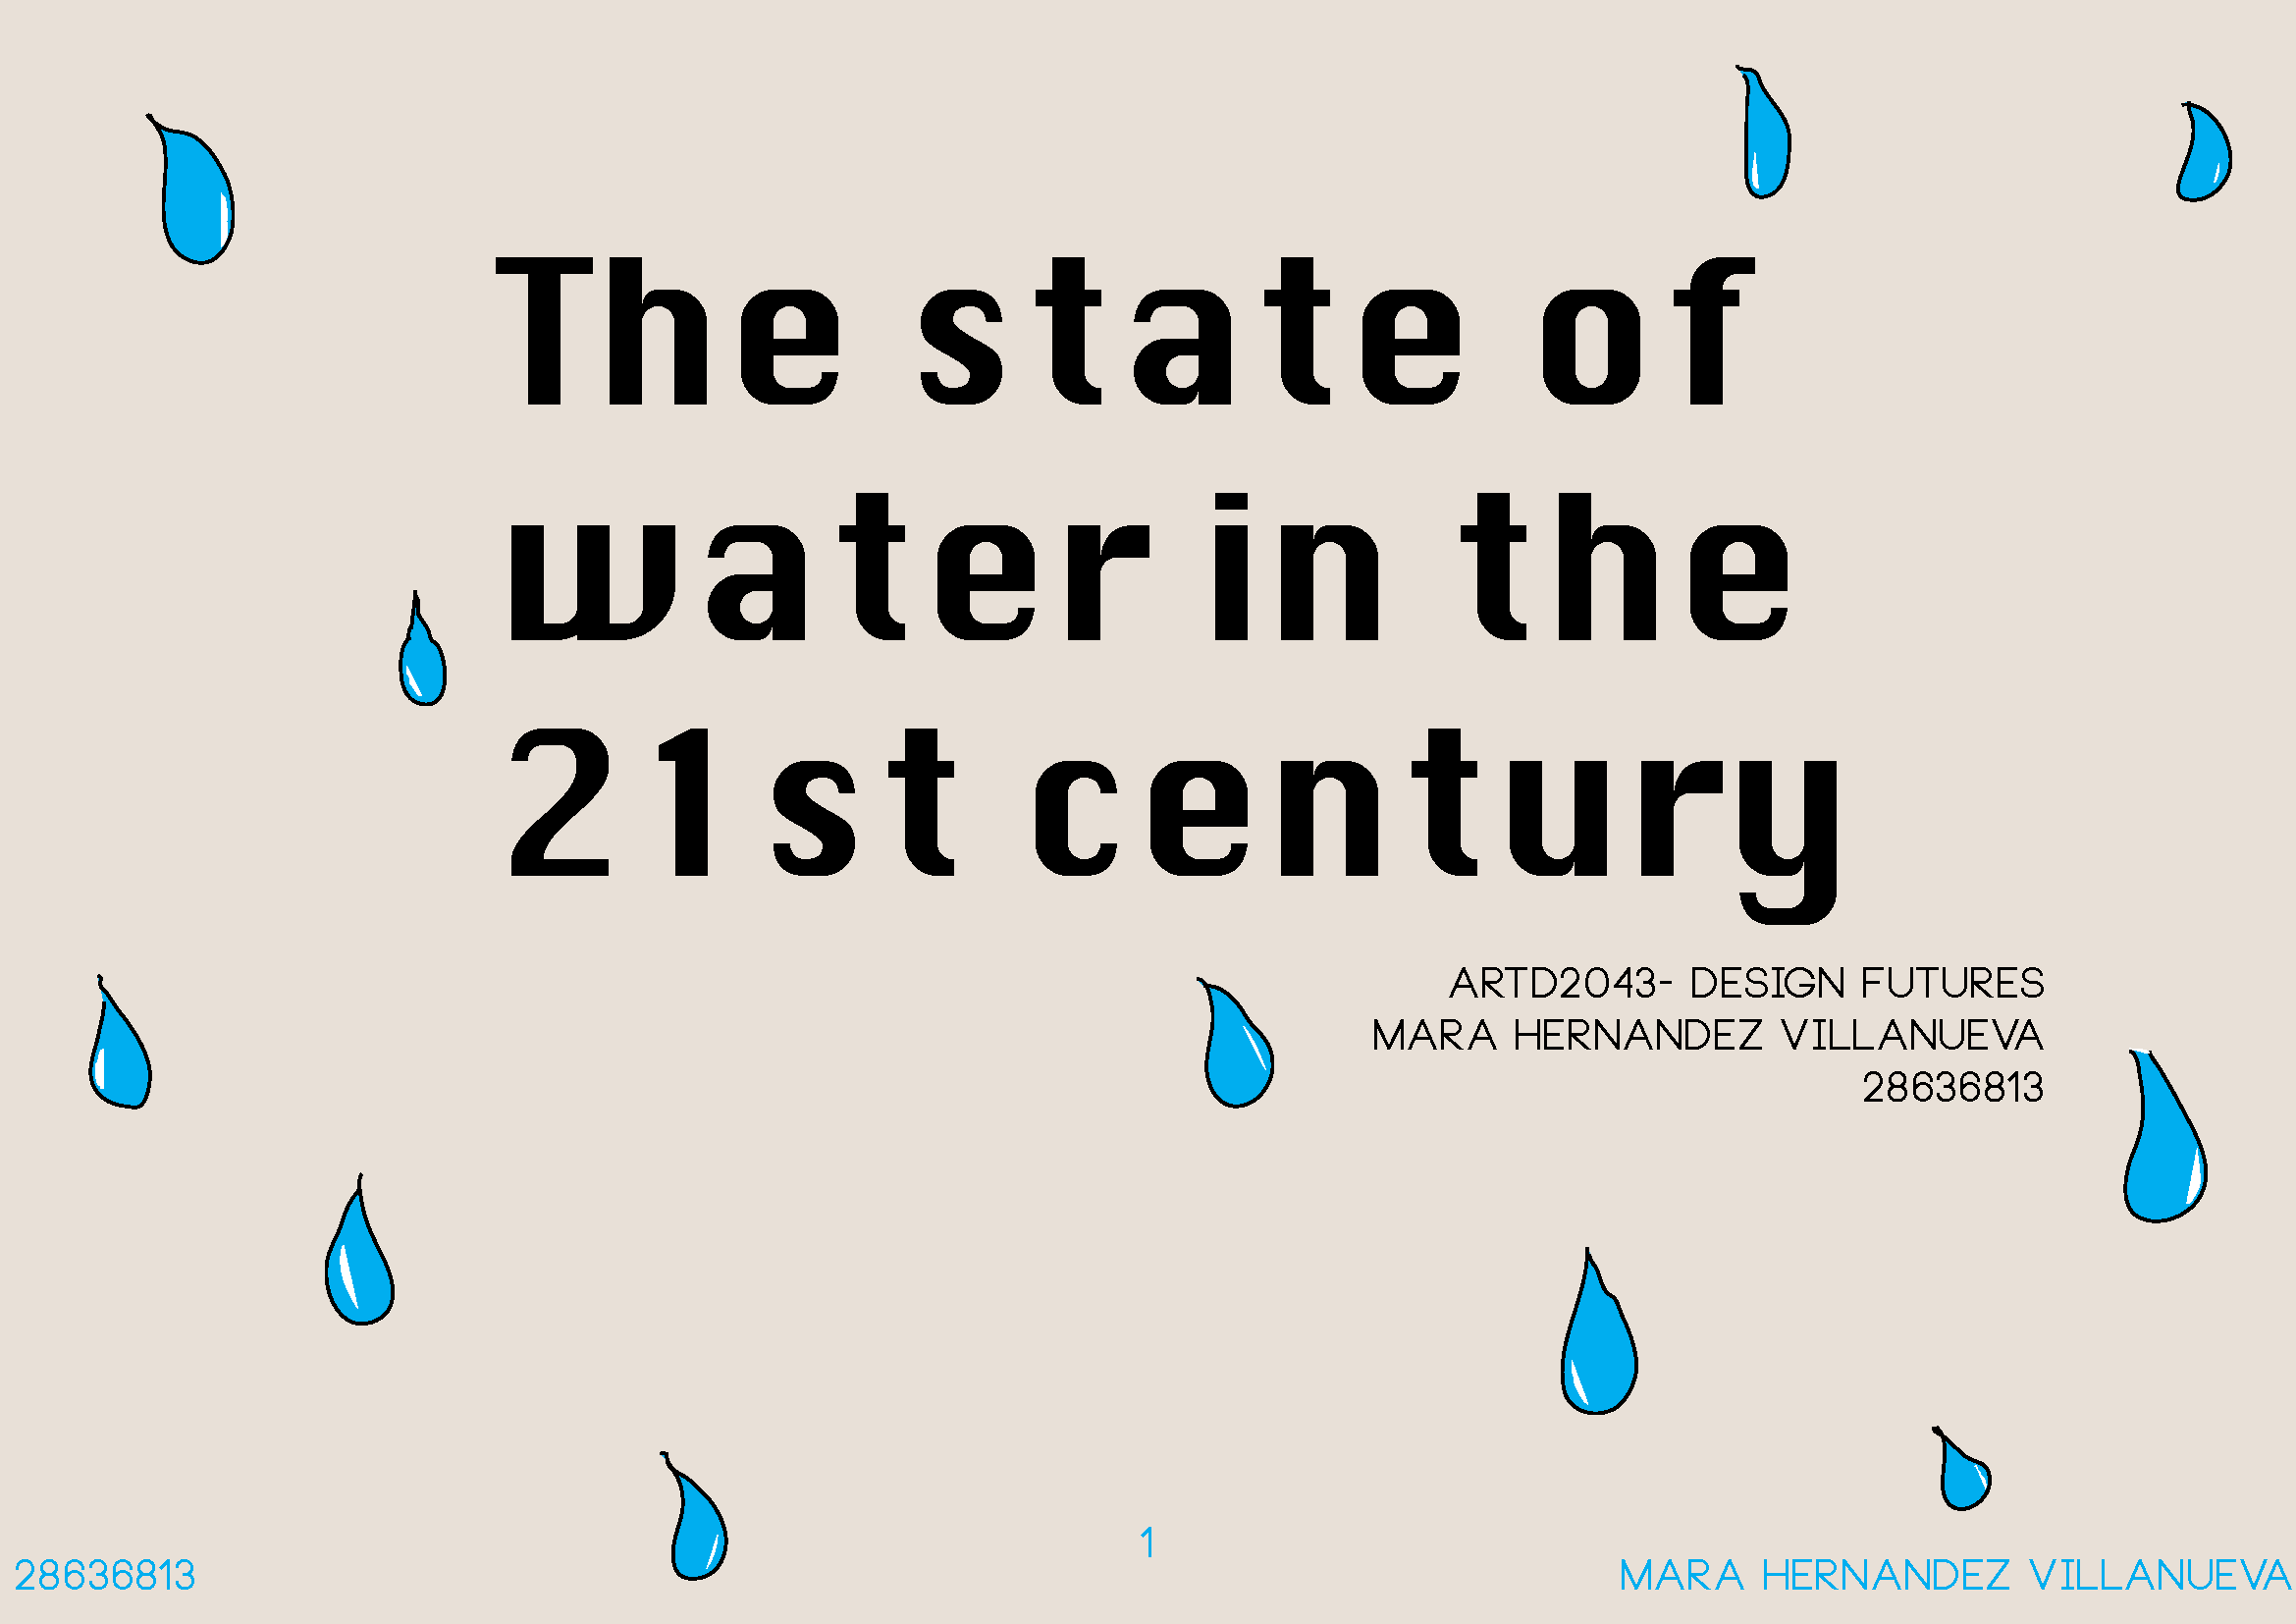 The state of
water in the
21st century
ARTD2043- DESIGN FUTURES
MARA HERNANDEZ VILLANUEVA
28636813
1
28636813
MARA HERNANDEZ VILLANUEVA